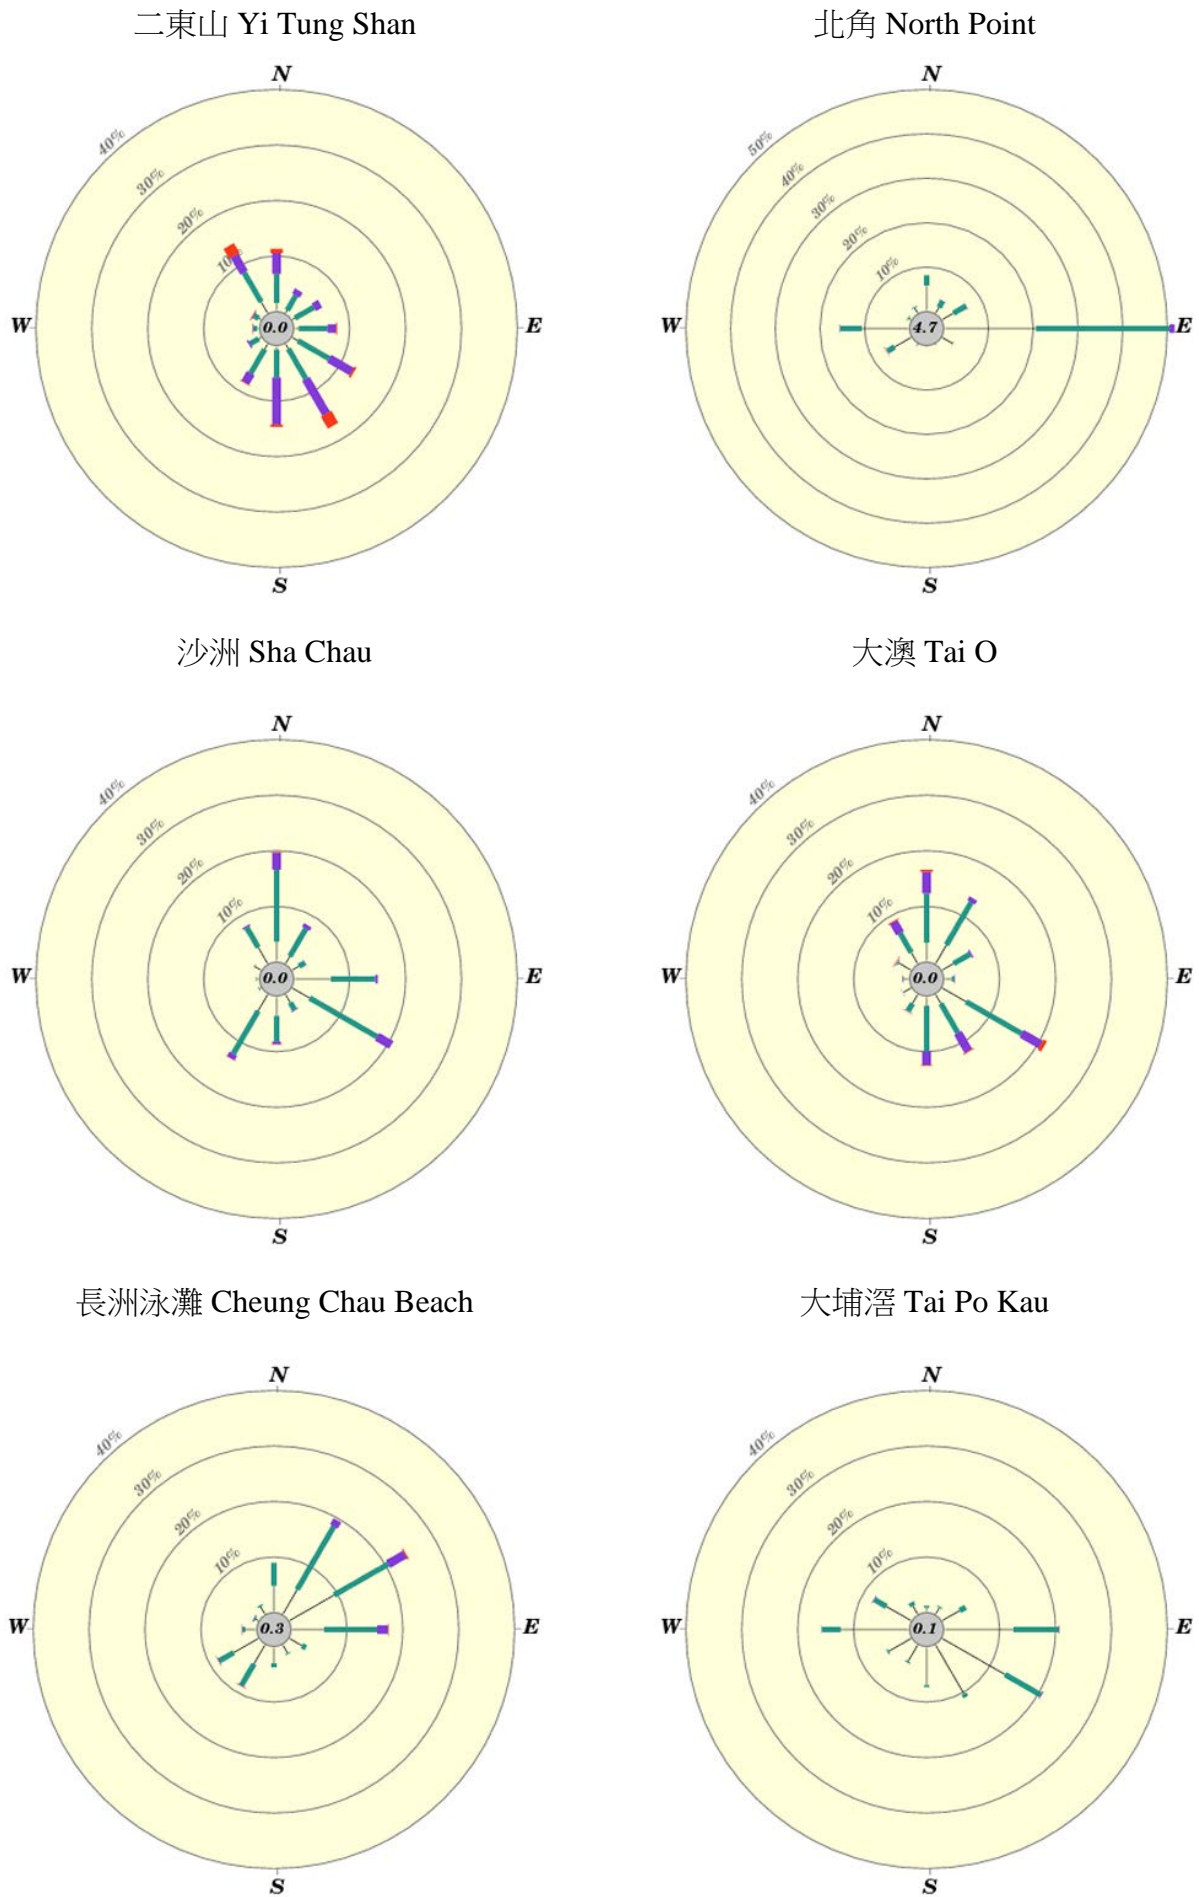 二東山 Yi Tung Shan
北角 North Point
N
40%
30%
20%
10%
W
0.0
E
S
N
50%
40%
30%
20%
10%
W
4.7
E
S
沙洲 Sha Chau
大澳 Tai O
N
40%
30%
20%
10%
W
0.0
E
S
N
40%
30%
20%
10%
W
0.0
E
S
長洲泳灘 Cheung Chau Beach
大埔滘 Tai Po Kau
N
40%
30%
20%
10%
W
0.3
E
S
N
40%
30%
20%
10%
W
0.1
E
S